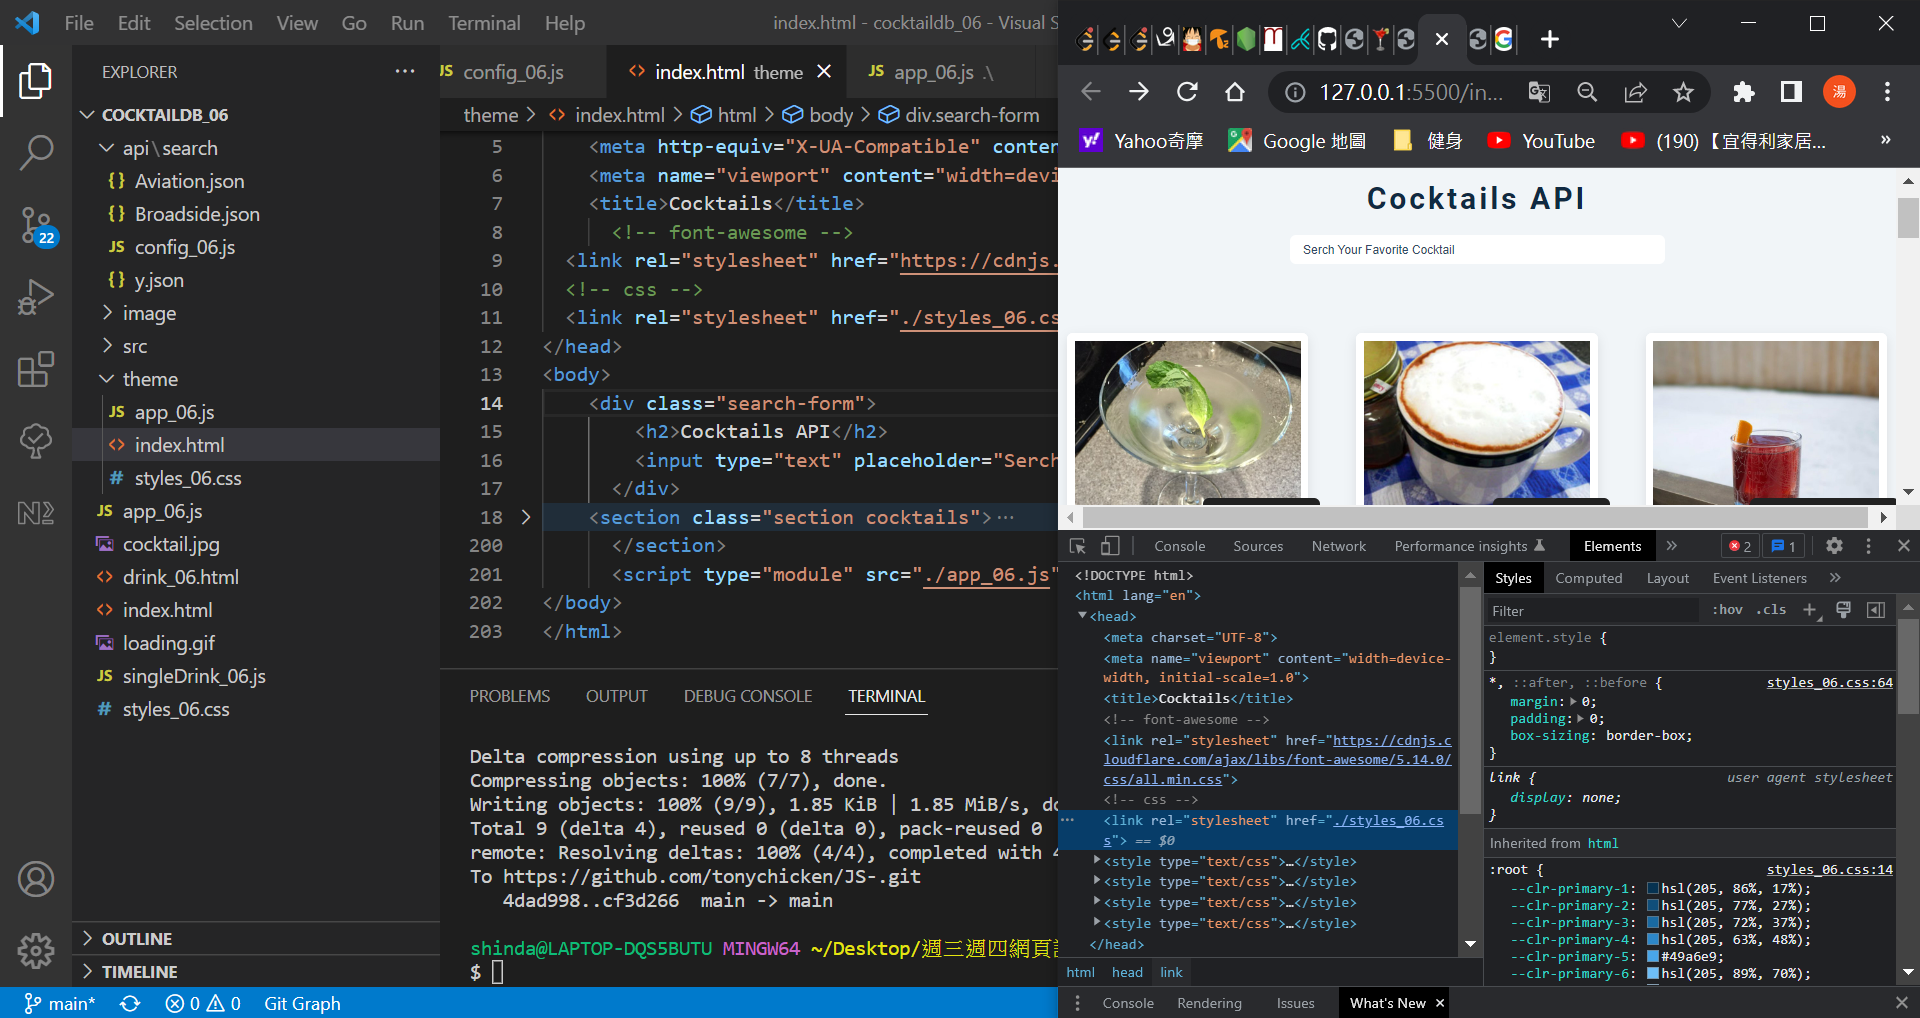 File Edit Selection View Go Run Terminal Help
index.html - cocktaildb_06 - Visual S
EXPLORER
COCKTAILDB_06
api\search
Aviation.json
Broadside.json
JS config_06.js
y.json
image
src
theme
JS app_06.js
index.html
# styles_06.css
JS app_06.js
cocktail.jpg
drink_06.html
index.html
loading.gif
JS singleDrink_06.js
# styles_06.css
OUTLINE
TIMELINE
22
main* 0 0 Git Graph
JS config_06.js
index.html theme
JS app_06.js .\
theme > index.html > html > body > div.search-form
5 <meta http-equiv="X-UA-Compatible" conten
6 <meta name="viewport" content="width=devi
7 <title>Cocktails</title>
8 <!-- font-awesome -->
9 <link rel="stylesheet" href="https://cdnjs.
10 <!-- css -->
11 <link rel="stylesheet" href="./styles_06.cs
12 </head>
13 <body>
14 <div class="search-form">
15 <h2>Cocktails API</h2>
16 <input type="text" placeholder="Serch
17 </div>
18 <section class="section cocktails">…
200 </section>
201 <script type="module" src="./app_06.js"
202 </body>
203 </html>
PROBLEMS OUTPUT DEBUG CONSOLE TERMINAL
Delta compression using up to 8 threads
Compressing objects: 100% (7/7), done.
Writing objects: 100% (9/9), 1.85 KiB | 1.85 MiB/s, do
Total 9 (delta 4), reused 0 (delta 0), pack-reused 0
remote: Resolving deltas: 100% (4/4), completed with 4
To https://github.com/tonychicken/JS-.git
4dad998..cf3d266 main -> main
shinda@LAPTOP-DQS5BUTU MINGW64 ~/Desktop/週三週四網頁
$
127.0.0.1:5500/in...
湯
Yahoo奇摩 Google 地圖 健身 YouTube (190)【宜得利家居... »
Cocktails API
Serch Your Favorite Cocktail
Console Sources Network Performance insights Elements » 2 1
<!DOCTYPE html>
<html lang="en">
<head>
<meta charset="UTF-8">
<meta name="viewport" content="width=device-
width, initial-scale=1.0">
<title>Cocktails</title>
<!-- font-awesome -->
<link rel="stylesheet" href="https://cdnjs.c
loudflare.com/ajax/libs/font-awesome/5.14.0/
css/all.min.css">
<!-- css -->
<link rel="stylesheet" href="./styles_06.cs
s"> == $0
<style type="text/css">…</style>
<style type="text/css">…</style>
<style type="text/css">…</style>
<style type="text/css">…</style>
</head>
html head link
Styles Computed Layout Event Listeners »
Filter :hov .cls +
element.style {
}
*, ::after, ::before { styles_06.css:64
margin: 0;
padding: 0;
box-sizing: border-box;
}
link { user agent stylesheet
display: none;
}
Inherited from html
:root { styles_06.css:14
--clr-primary-1: hsl(205, 86%, 17%);
--clr-primary-2: hsl(205, 77%, 27%);
--clr-primary-3: hsl(205, 72%, 37%);
--clr-primary-4: hsl(205, 63%, 48%);
--clr-primary-5: #49a6e9;
--clr-primary-6: hsl(205, 89%, 70%);
Console Rendering Issues What's New